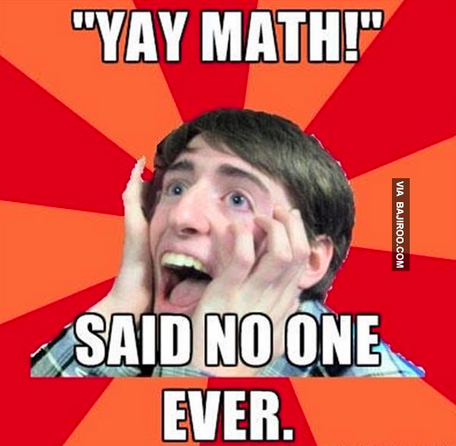 "YAY MATH!"
VIA BAJIROO.COM
SAID NO ONE
EVER.